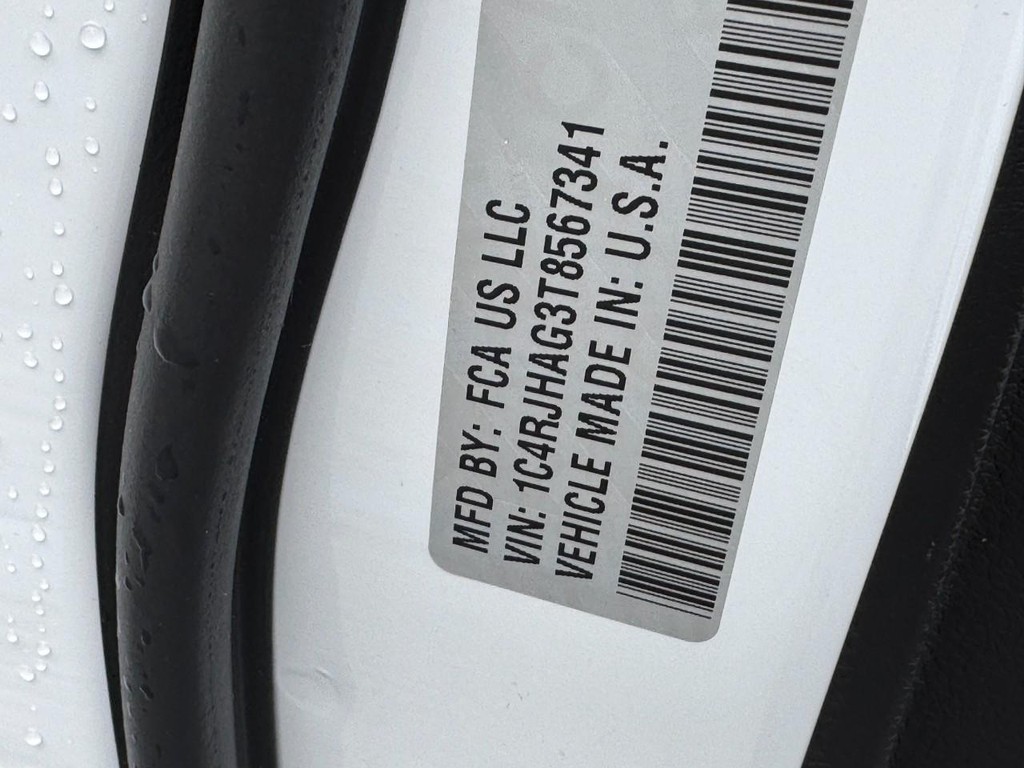 MFD BY: FCA US LLC
VIN: 1C4RJHAG3T8567341
VEHICLE MADE IN: U.S.A.